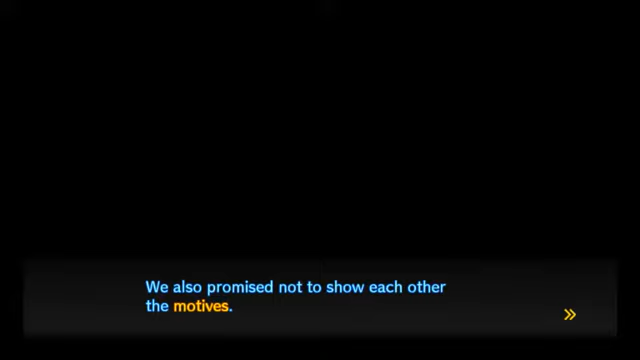 We also promised not to show each other
the motives.